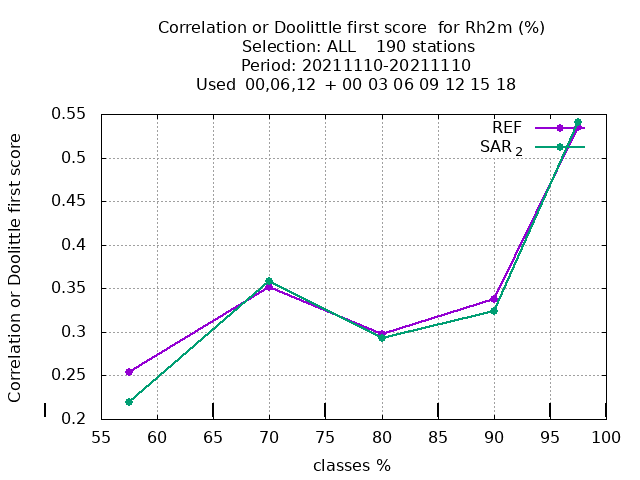 Correlation or Doolittle first score  for Rh2m (%)
Selection: ALL    190 stations
Period: 20211110-20211110
Used  00,06,12  + 00 03 06 09 12 15 18
Correlation or Doolittle first score
0.55
0.5
0.45
0.4
0.35
0.3
0.25
0.2
REF
SAR 2
55 60 65 70 75 80 85 90 95 100
classes %